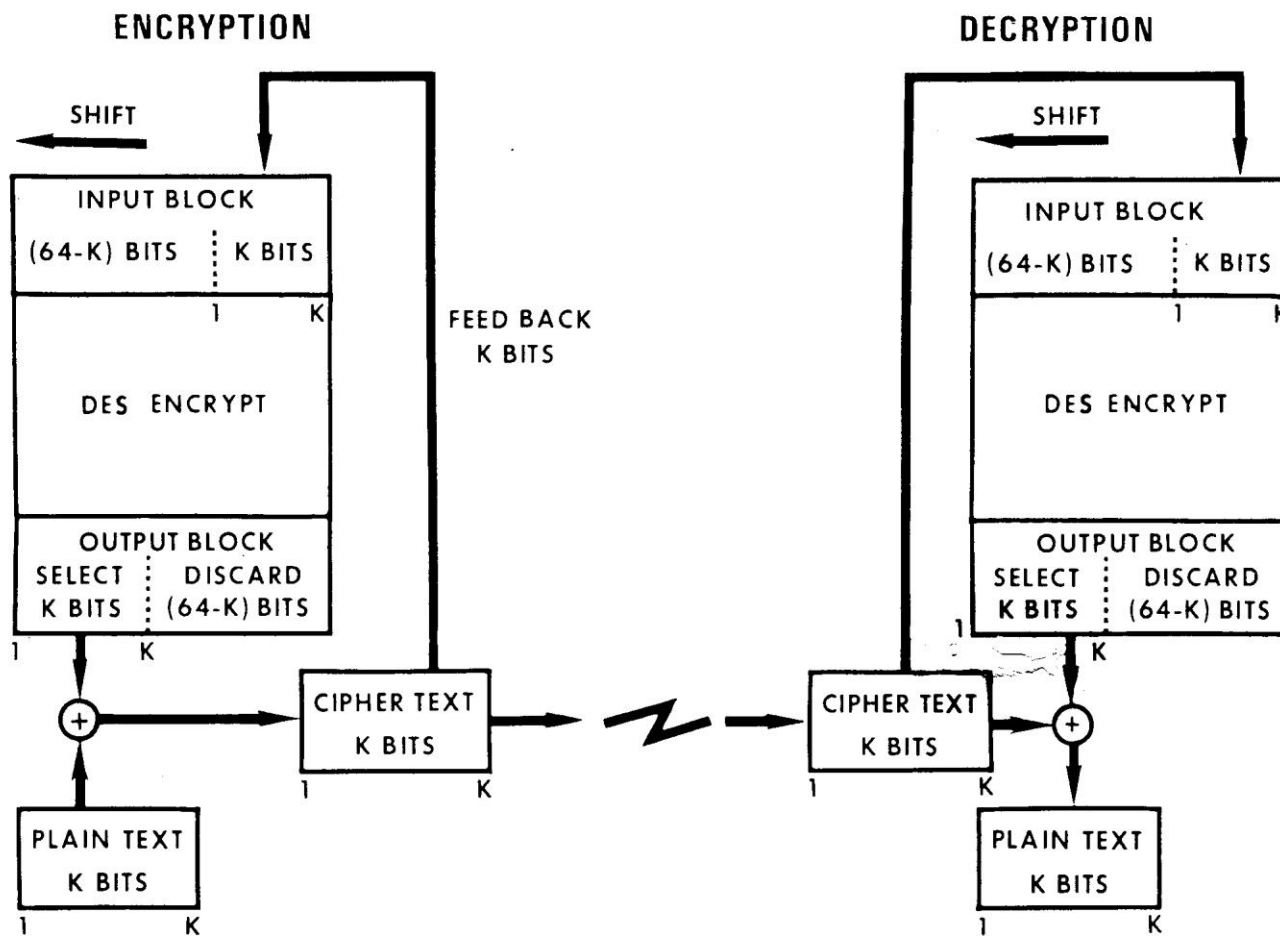 ENCRYPTION
SHIFT
INPUT BLOCK
(64-K) BITS K BITS
1 K
FEED BACK
K BITS
DES ENCRYPT
OUTPUT BLOCK
SELECT DISCARD
K BITS (64-K) BITS
1 K
+
CIPHER TEXT
K BITS
1 K
PLAIN TEXT
K BITS
1 K
DECRYPTION
SHIFT
INPUT BLOCK
(64-K) BITS K BITS
1 K
DES ENCRYPT
OUTPUT BLOCK
SELECT DISCARD
K BITS (64-K) BITS
1 K
CIPHER TEXT
K BITS
1 K
+
PLAIN TEXT
K BITS
1 K